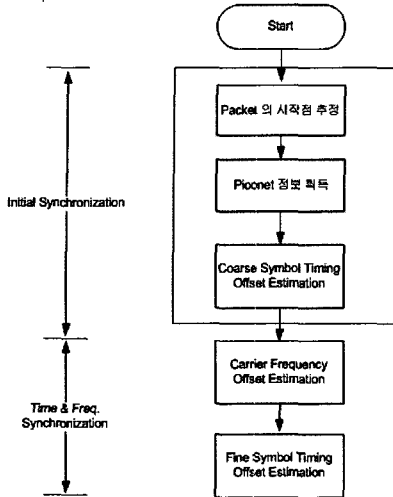 Start
Packet 의 시작점 추정
Piconet 정보 획득
Initial Synchronization
Coarse Symbol Timing
Offset Estimation
Carrier Frequency
Offset Estimation
Time & Freq.
Synchronization
Fine Symbol Timing
Offset Estimation